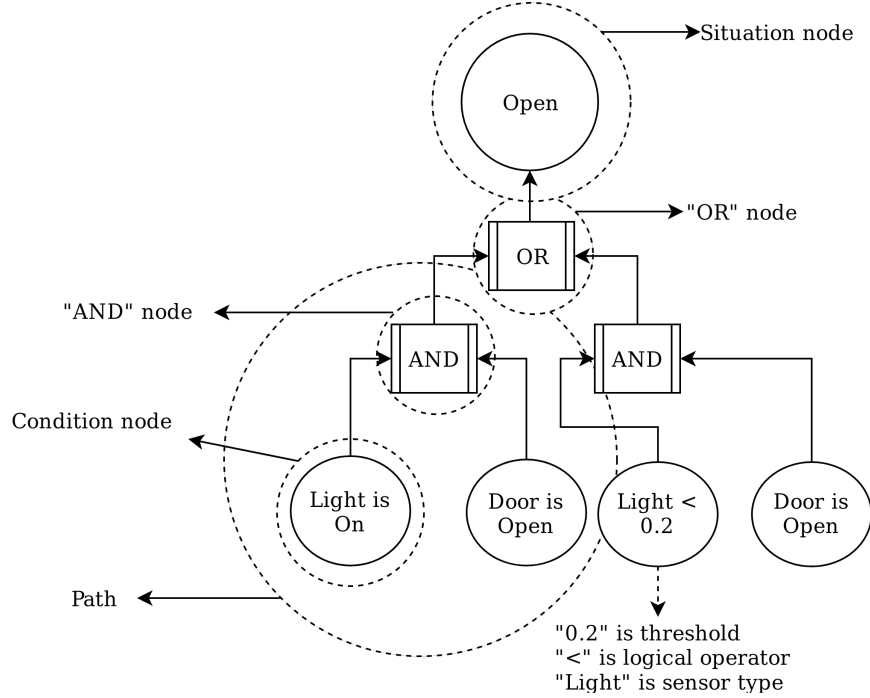 Situation node
Open
"OR" node
OR
"AND" node
AND
AND
Condition node
Light is
On
Door is
Open
Light <
0.2
Door is
Open
Path
"0.2" is threshold
"<" is logical operator
"Light" is sensor type